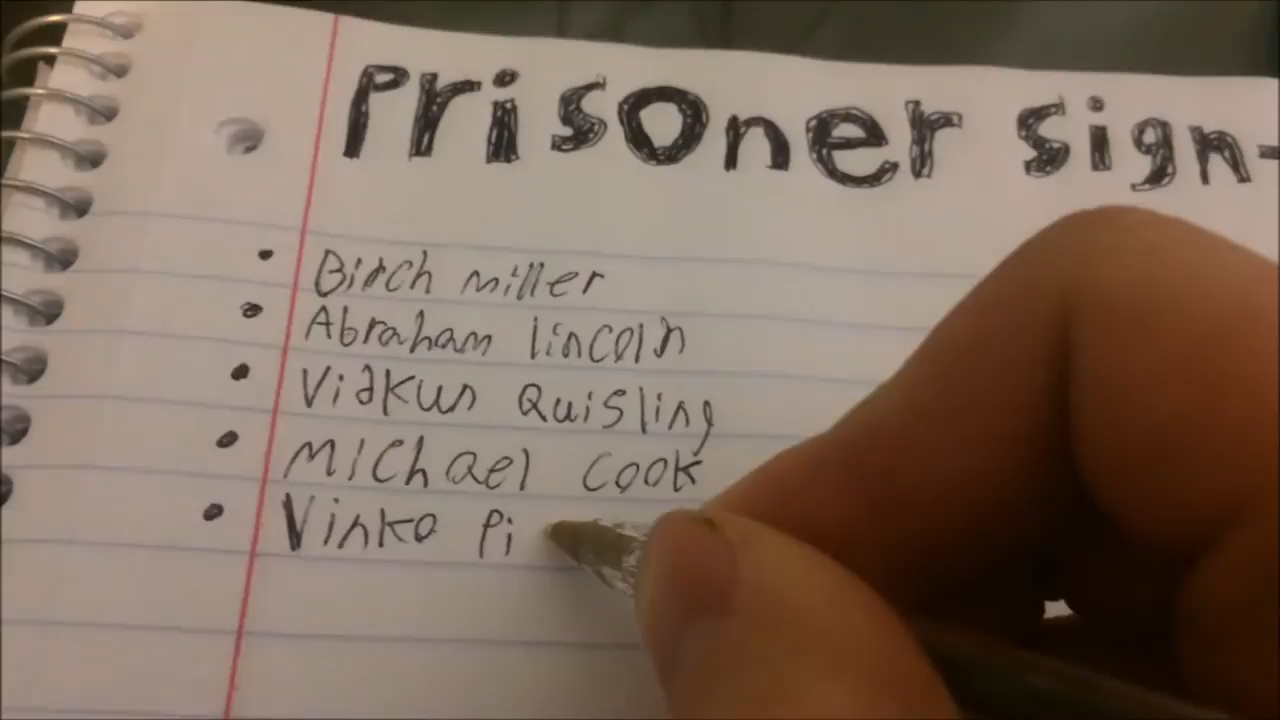 Prisoner sign-
Birch miller
Abraham lincoln
Vidkun Quisling
Michael cook
Vinko Pi